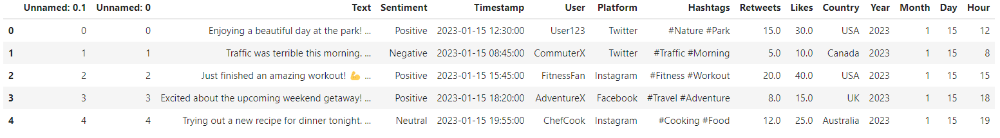 Unnamed: 0.1 Unnamed: 0 Text Sentiment Timestamp User Platform Hashtags Retweets Likes Country Year Month Day Hour
0 0 0 Enjoying a beautiful day at the park! ... Positive 2023-01-15 12:30:00 User123 Twitter #Nature #Park 15.0 30.0 USA 2023 1 15 12
1 1 1 Traffic was terrible this morning. ... Negative 2023-01-15 08:45:00 CommuterX Twitter #Traffic #Morning 5.0 10.0 Canada 2023 1 15 8
2 2 2 Just finished an amazing workout! 💪 ... Positive 2023-01-15 15:45:00 FitnessFan Instagram #Fitness #Workout 20.0 40.0 USA 2023 1 15 15
3 3 3 Excited about the upcoming weekend getaway! ... Positive 2023-01-15 18:20:00 AdventureX Facebook #Travel #Adventure 8.0 15.0 UK 2023 1 15 18
4 4 4 Trying out a new recipe for dinner tonight. ... Neutral 2023-01-15 19:55:00 ChefCook Instagram #Cooking #Food 12.0 25.0 Australia 2023 1 15 19